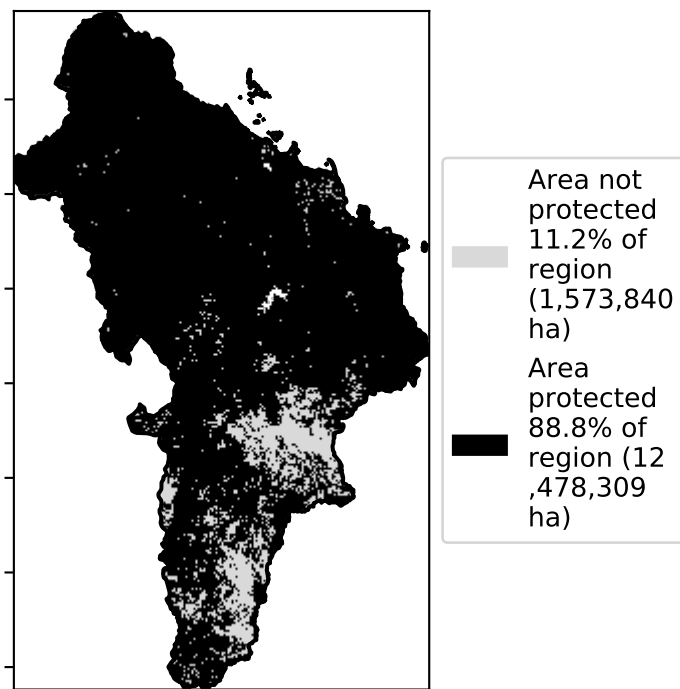 Area not
protected
11.2% of
region
(1,573,840
ha)
Area
protected
88.8% of
region (12
,478,309
ha)